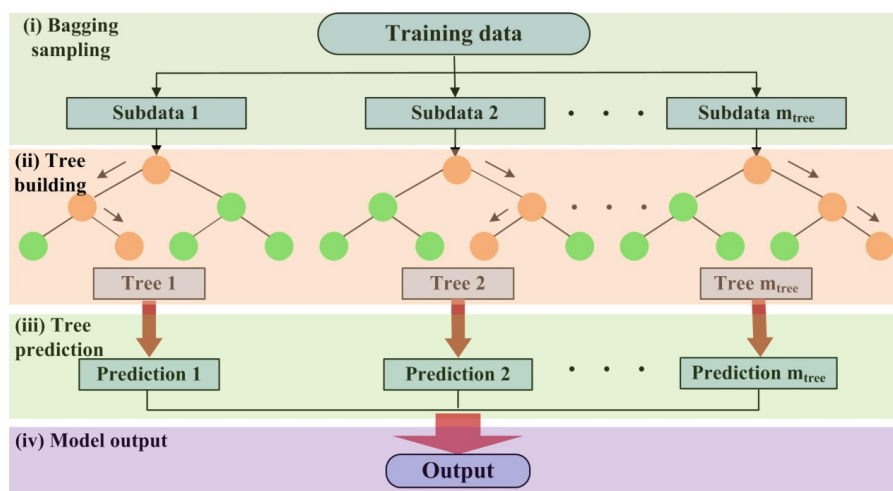 (i) Bagging
sampling
Training data
Subdata 1
Subdata 2
. . .
Subdata mtree
(ii) Tree
building
. . .
Tree 1
Tree 2
Tree mtree
(iii) Tree
prediction
Prediction 1
Prediction 2
. . .
Prediction mtree
(iv) Model output
Output